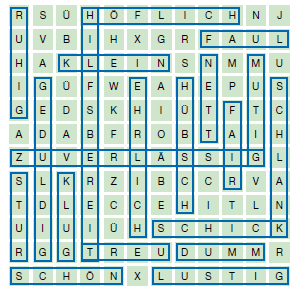 R S Ü H Ö F L I C H N J
U V B I H X G R F A U L
H A K L E I N S N M M U
I G Ü F W E A H E P U S
G E D S K H I Ü T F T C
A D A B F R O B T A I H
Z U V E R L Ä S S I G L
S L K R Z I B C C R V A
T D L E C C E H I T L N
U I U I Ü H S C H I C K
R G G T R E U D U M M R
S C H Ö N X L U S T I G